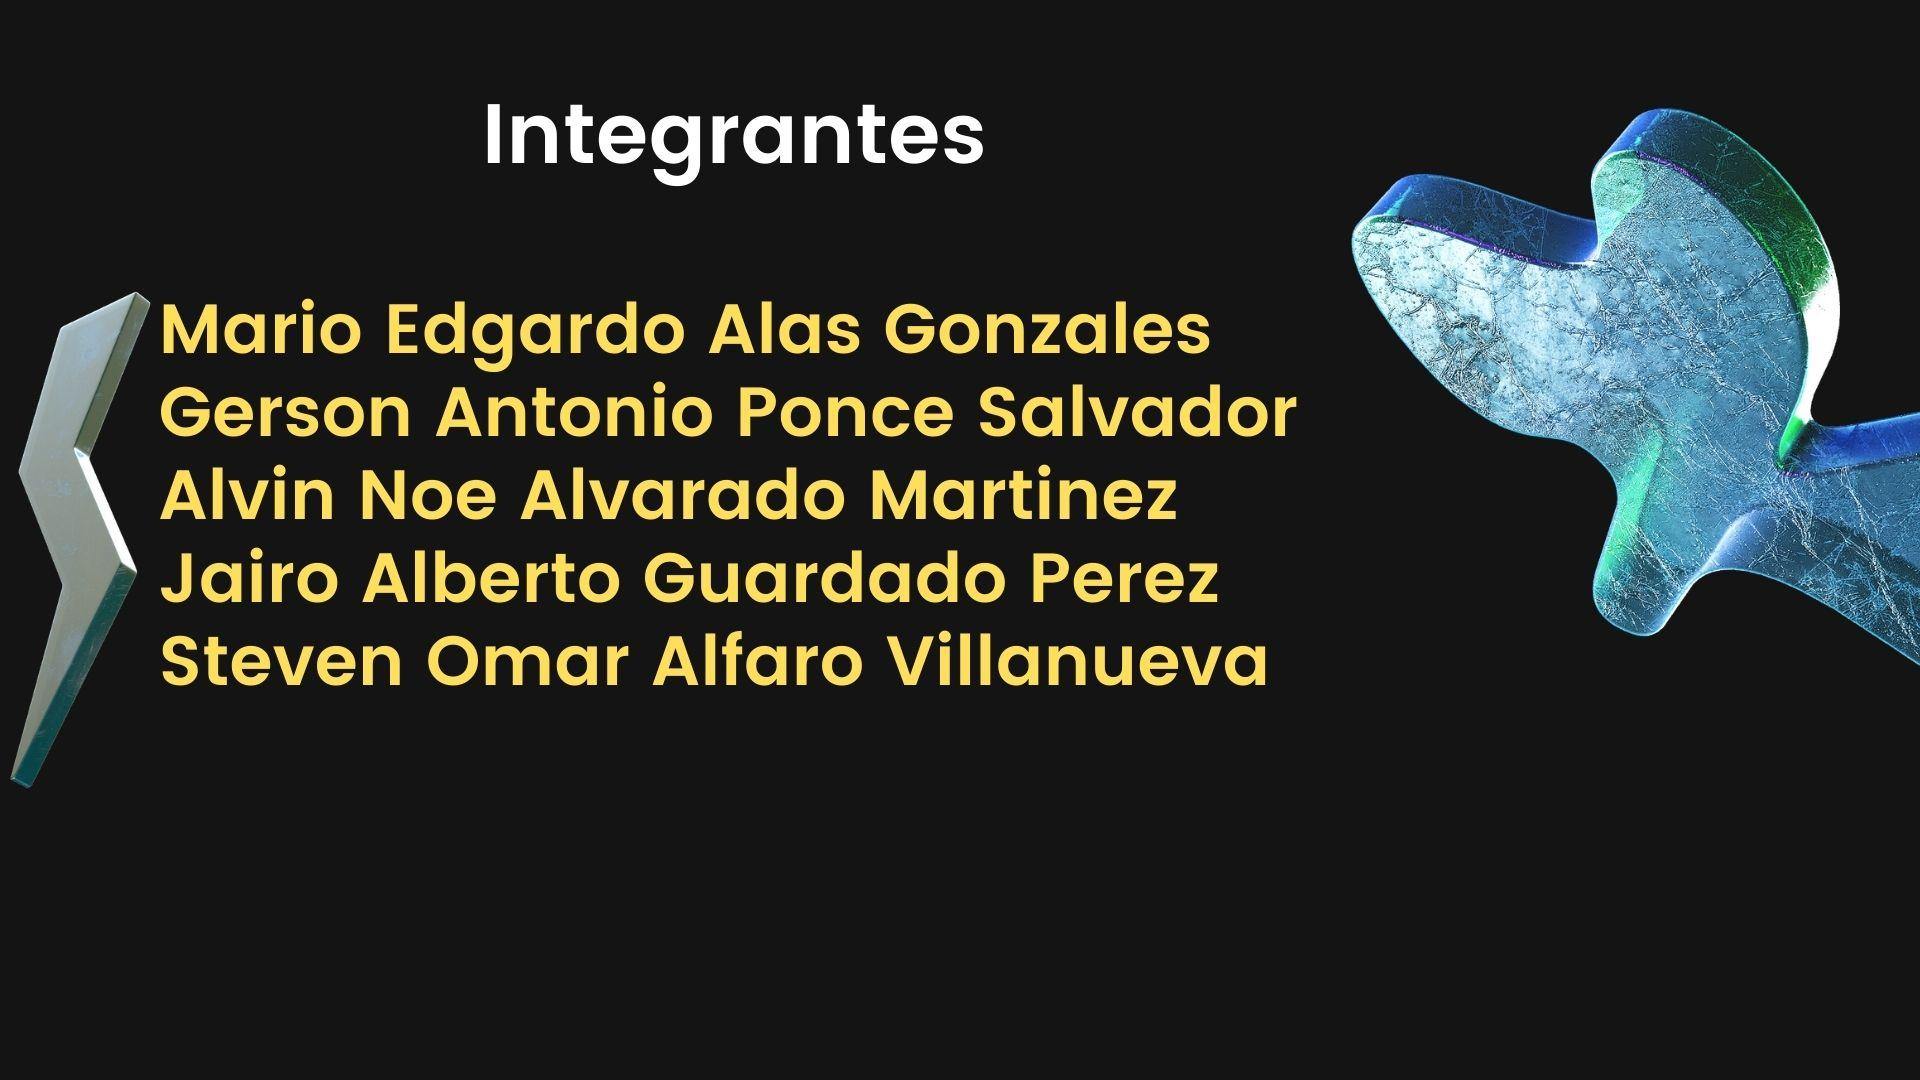 Integrantes
Mario Edgardo Alas Gonzales
Gerson Antonio Ponce Salvador
Alvin Noe Alvarado Martinez
Jairo Alberto Guardado Perez
Steven Omar Alfaro Villanueva